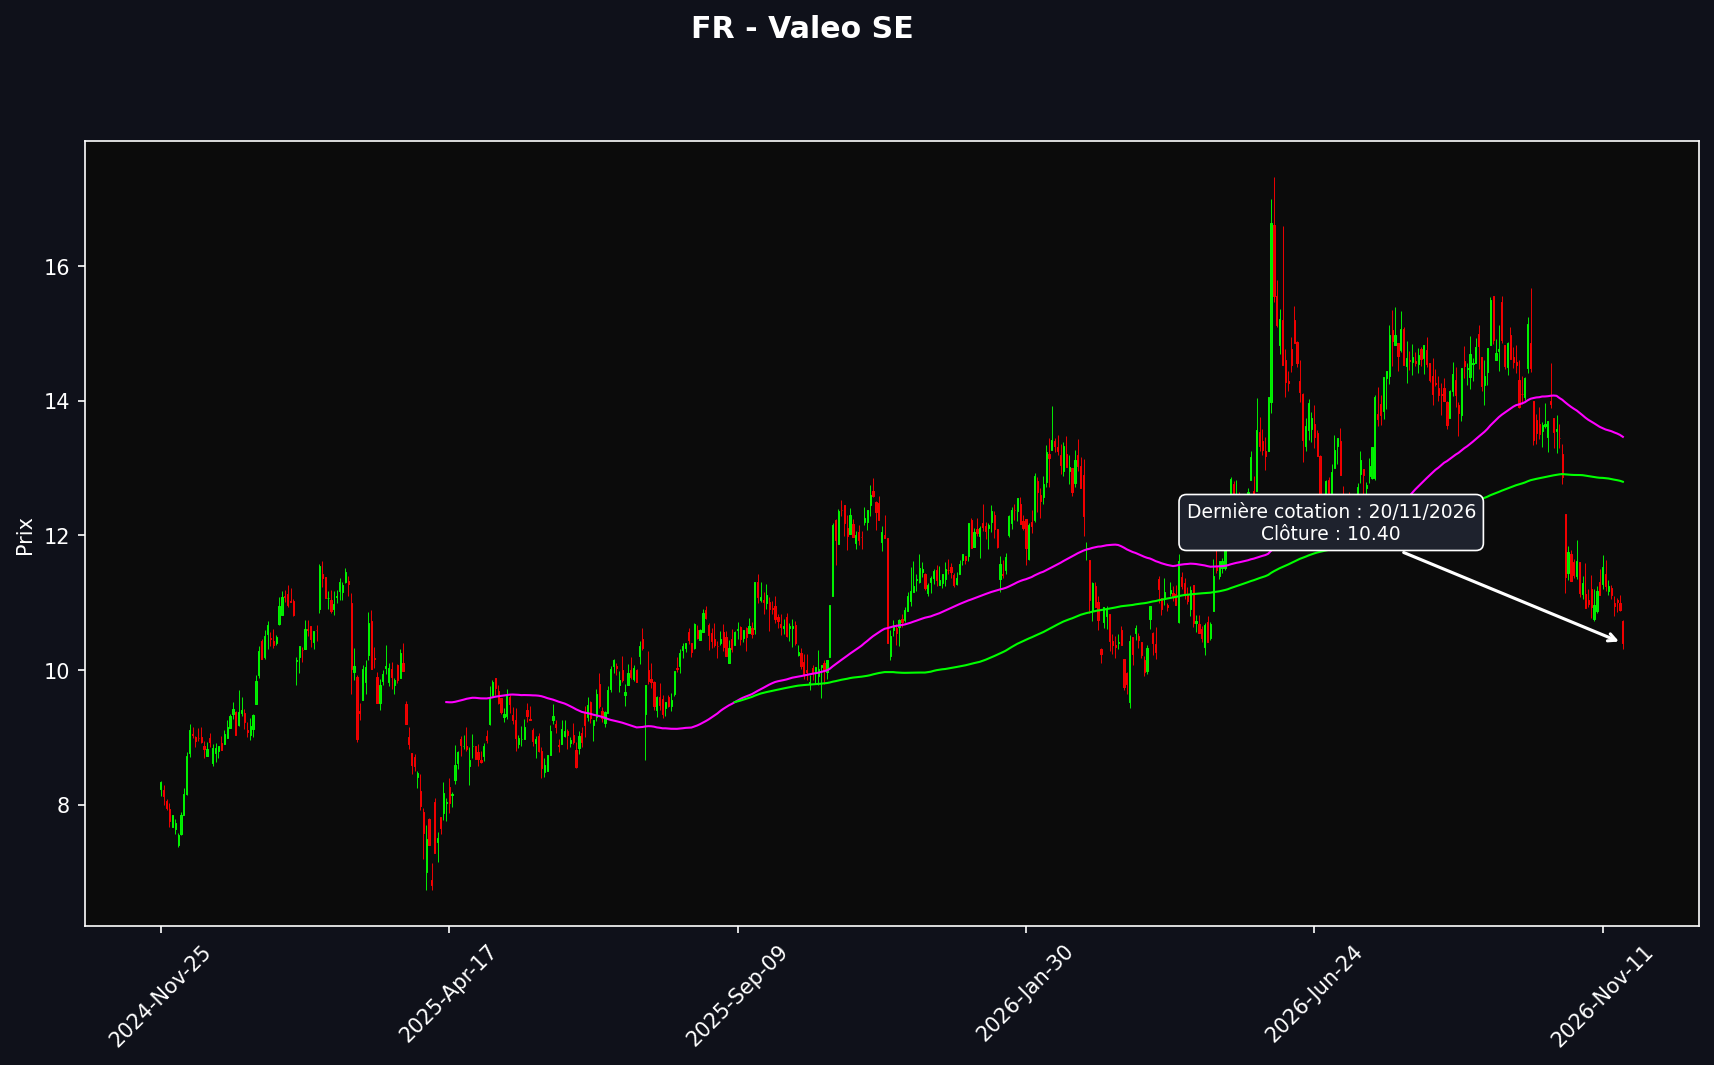 FR - Valeo SE
Prix
16
14
12
10
8
Dernière cotation : 20/11/2026
Clôture : 10.40
2024-Nov-25
2025-Apr-17
2025-Sep-09
2026-Jan-30
2026-Jun-24
2026-Nov-11